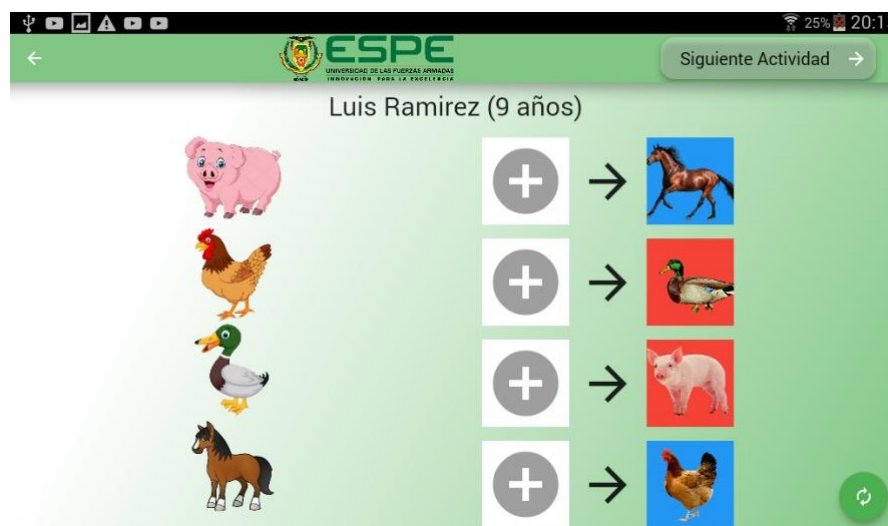 25% 20:1
ESPE
UNIVERSIDAD DE LAS FUERZAS ARMADAS
INNOVACIÓN PARA LA EXCELENCIA
Siguiente Actividad
Luis Ramirez (9 años)